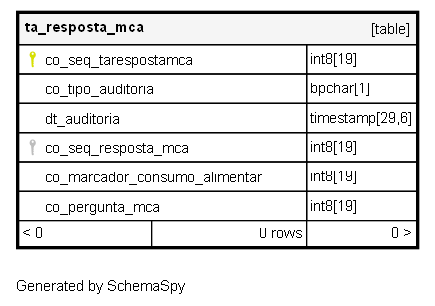 ta_resposta_mca [table]
co_seq_tarespostamca int8[19]
co_tipo_auditoria bpchar[1]
dt_auditoria timestamp[29,6]
co_seq_resposta_mca int8[19]
co_marcador_consumo_alimentar int8[19]
co_pergunta_mca int8[19]
< 0 0 rows 0 >
Generated by SchemaSpy